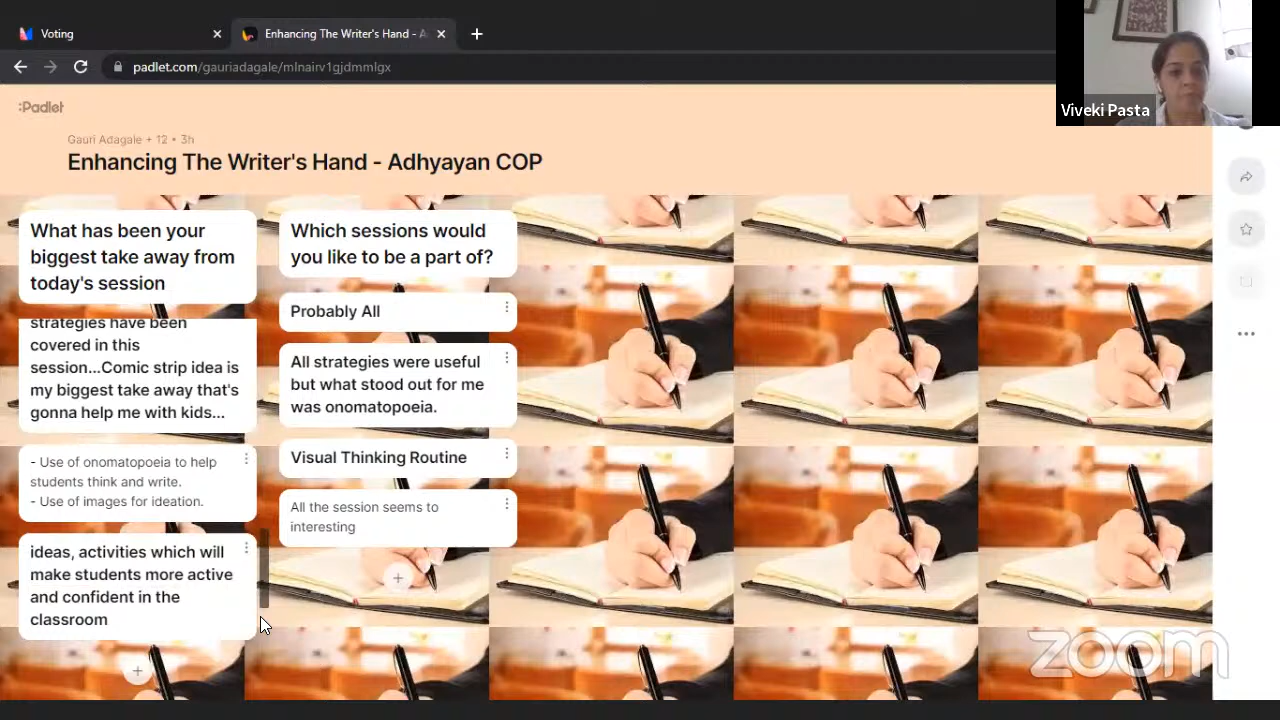 Voting
Enhancing The Writer's Hand - A
padlet.com/gauriadagale/mlnairv1gjdmmlgx
Viveki Pasta
:Padlet
Gauri Adagale + 12 • 3h
Enhancing The Writer's Hand - Adhyayan COP
What has been your
biggest take away from
today's session
strategies have been
covered in this
session...Comic strip idea is
my biggest take away that's
gonna help me with kids...
- Use of onomatopoeia to help
students think and write.
- Use of images for ideation.
ideas, activities which will
make students more active
and confident in the
classroom
Which sessions would
you like to be a part of?
Probably All
All strategies were useful
but what stood out for me
was onomatopoeia.
Visual Thinking Routine
All the session seems to
interesting
zoom